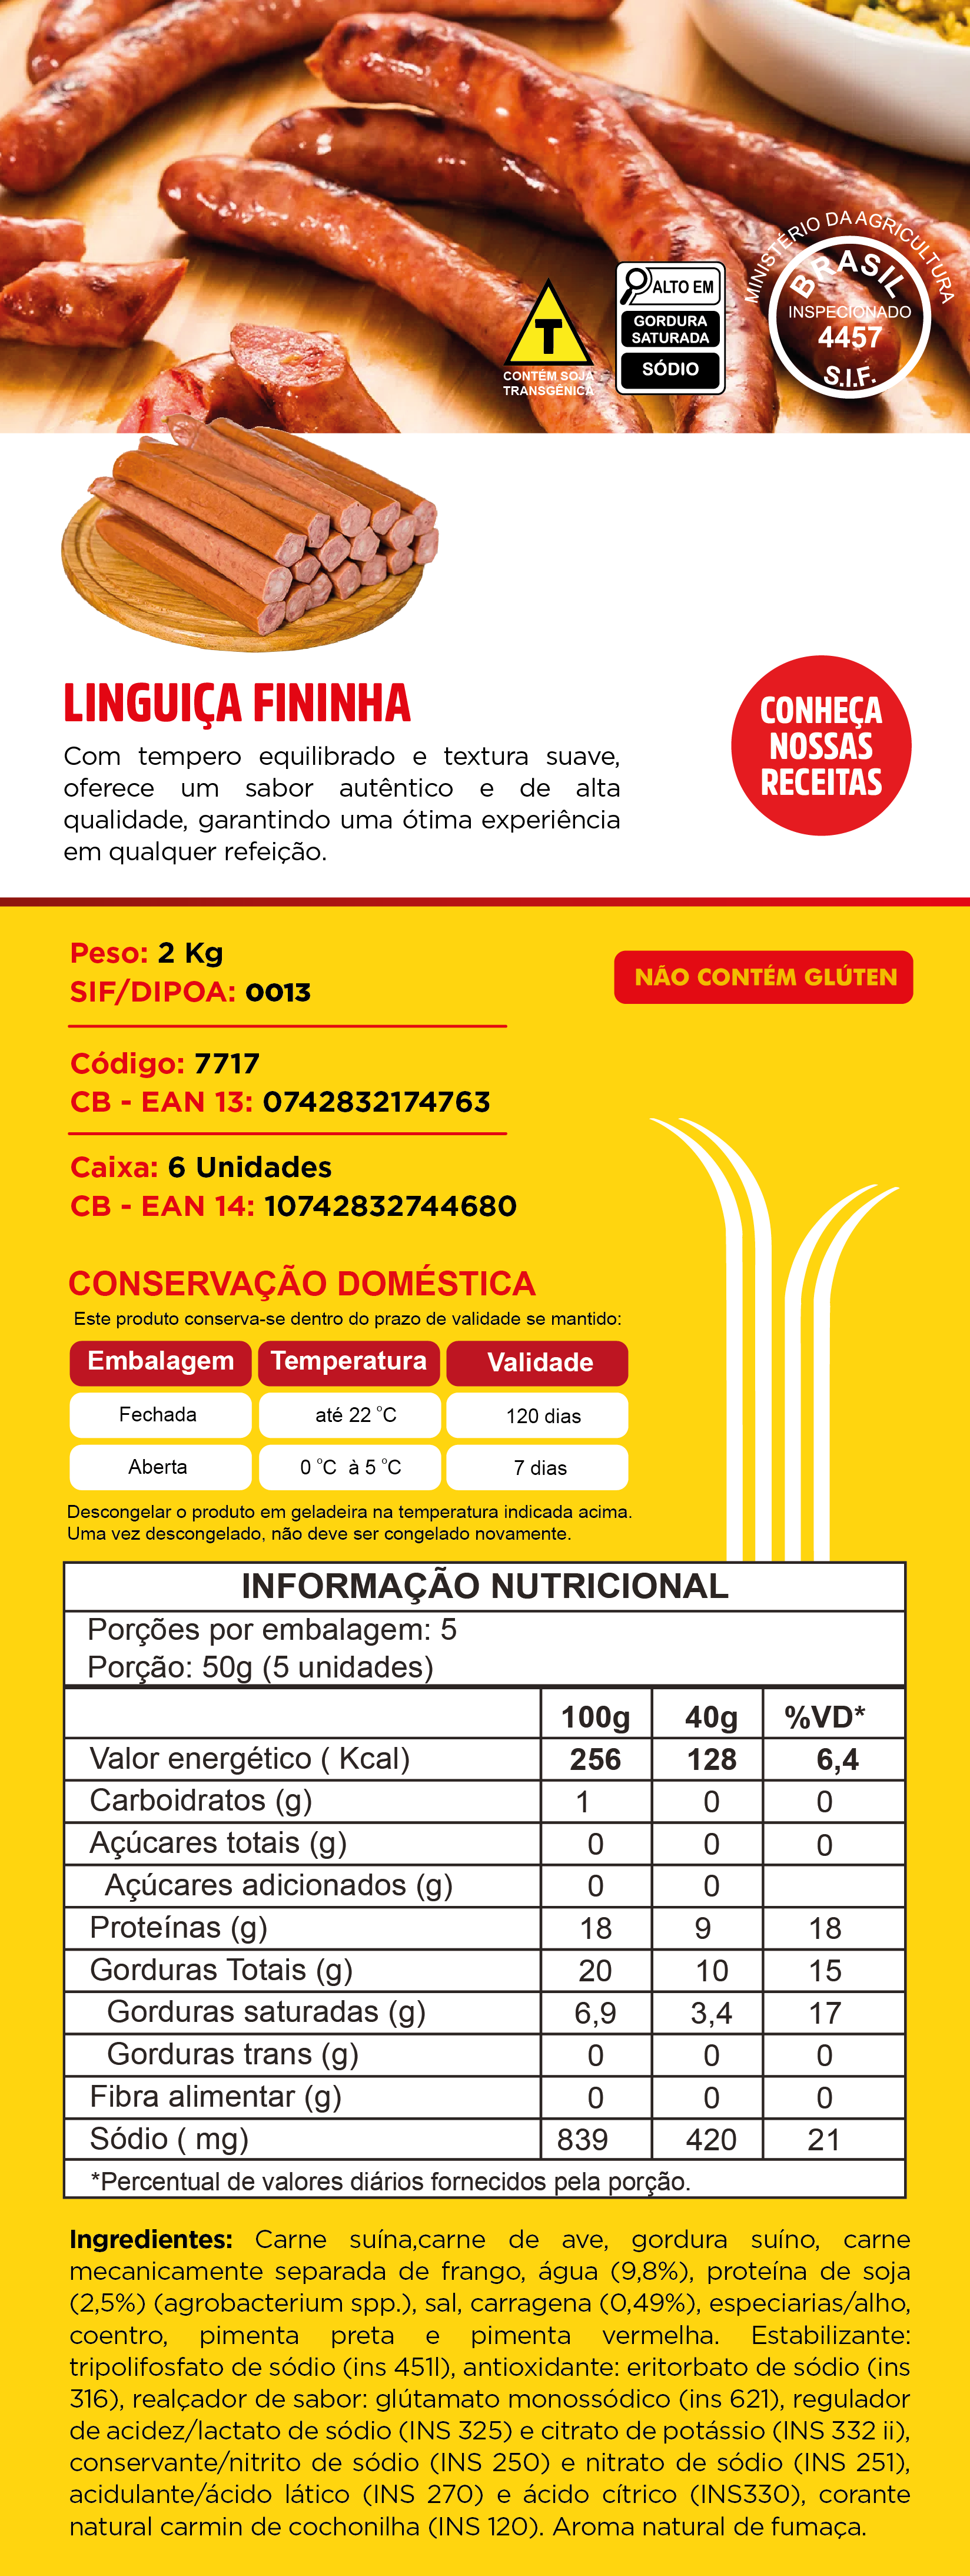 MINISTÉRIO DA AGRICULTURA
BRASIL
INSPECIONADO
4457
S.I.F.
ALTO EM
GORDURA
SATURADA
SÓDIO
T
CONTÉM SOJA
TRANSGÊNICA
LINGUIÇA FININHA
Com tempero equilibrado e textura suave,
oferece um sabor autêntico e de alta
qualidade, garantindo uma ótima experiência
em qualquer refeição.
CONHEÇA
NOSSAS
RECEITAS
Peso: 2 Kg
SIF/DIPOA: 0013
NÃO CONTÉM GLÚTEN
Código: 7717
CB - EAN 13: 0742832174763
Caixa: 6 Unidades
CB - EAN 14: 10742832744680
CONSERVAÇÃO DOMÉSTICA
Este produto conserva-se dentro do prazo de validade se mantido:
Embalagem Temperatura Validade
Fechada até 22 °C 120 dias
Aberta 0 °C à 5 °C 7 dias
Descongelar o produto em geladeira na temperatura indicada acima.
Uma vez descongelado, não deve ser congelado novamente.
INFORMAÇÃO NUTRICIONAL
Porções por embalagem: 5
Porção: 50g (5 unidades)
100g 40g %VD*
Valor energético ( Kcal) 256 128 6,4
Carboidratos (g) 1 0 0
Açúcares totais (g) 0 0 0
Açúcares adicionados (g) 0 0
Proteínas (g) 18 9 18
Gorduras Totais (g) 20 10 15
Gorduras saturadas (g) 6,9 3,4 17
Gorduras trans (g) 0 0 0
Fibra alimentar (g) 0 0 0
Sódio ( mg) 839 420 21
*Percentual de valores diários fornecidos pela porção.
Ingredientes: Carne suína,carne de ave, gordura suíno, carne
mecanicamente separada de frango, água (9,8%), proteína de soja
(2,5%) (agrobacterium spp.), sal, carragena (0,49%), especiarias/alho,
coentro, pimenta preta e pimenta vermelha. Estabilizante:
tripolifosfato de sódio (ins 451l), antioxidante: eritorbato de sódio (ins
316), realçador de sabor: glútamato monossódico (ins 621), regulador
de acidez/lactato de sódio (INS 325) e citrato de potássio (INS 332 ii),
conservante/nitrito de sódio (INS 250) e nitrato de sódio (INS 251),
acidulante/ácido lático (INS 270) e ácido cítrico (INS330), corante
natural carmin de cochonilha (INS 120). Aroma natural de fumaça.